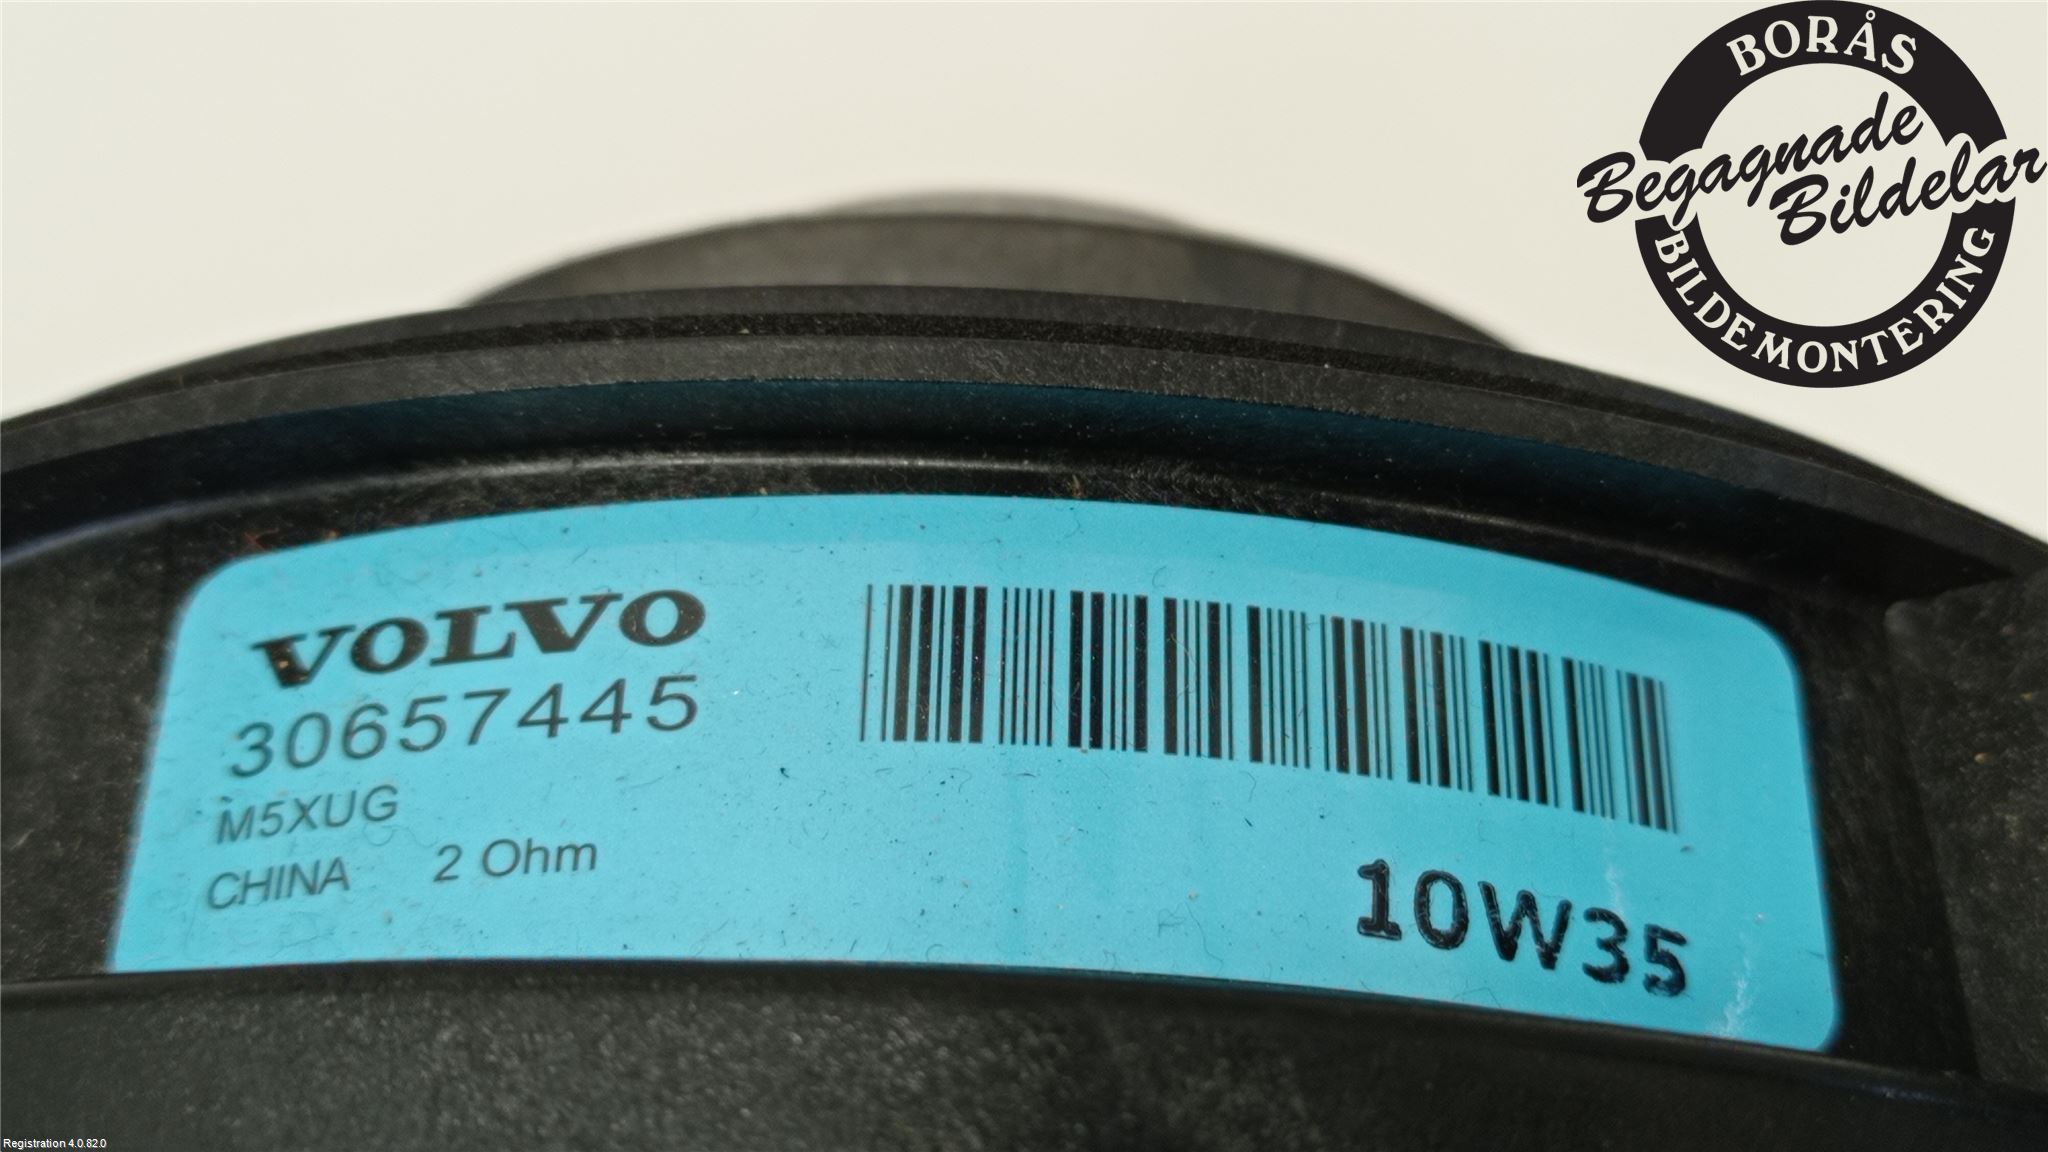 BORÅS
Begagnade
Bildelar
BILDEMONTERING
VOLVO
30657445
M5XUG
CHINA 2 Ohm
10W35
Registration 4.0.82.0